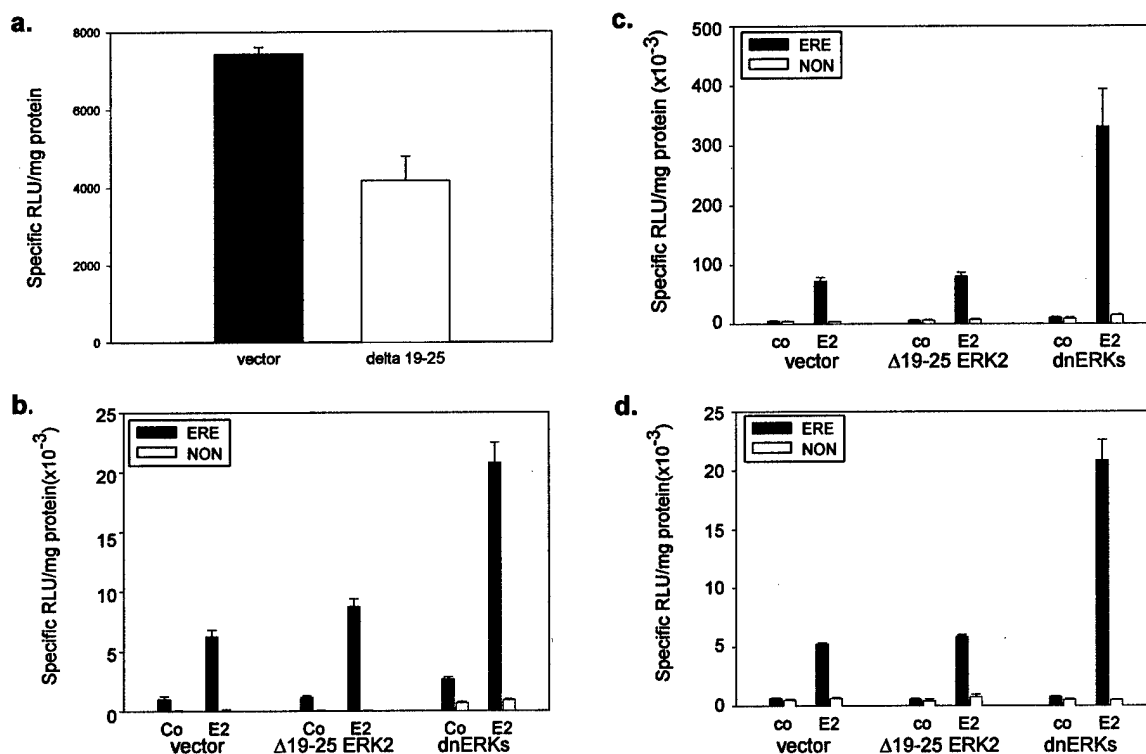 a.
8000
6000
4000
2000
0
Specific RLU/mg protein
vector
delta 19-25
b.
25
20
15
10
5
0
Specific RLU/mg protein(x10⁻³)
ERE
NON
Co E2 Co E2 Co E2
vector Δ19-25 ERK2 dnERKs
c.
500
400
300
200
100
0
Specific RLU/mg protein (x10⁻³)
ERE
NON
co E2 co E2 co E2
vector Δ19-25 ERK2 dnERKs
d.
25
20
15
10
5
0
Specific RLU/mg protein(x10⁻³)
ERE
NON
co E2 co E2 co E2
vector Δ19-25 ERK2 dnERKs